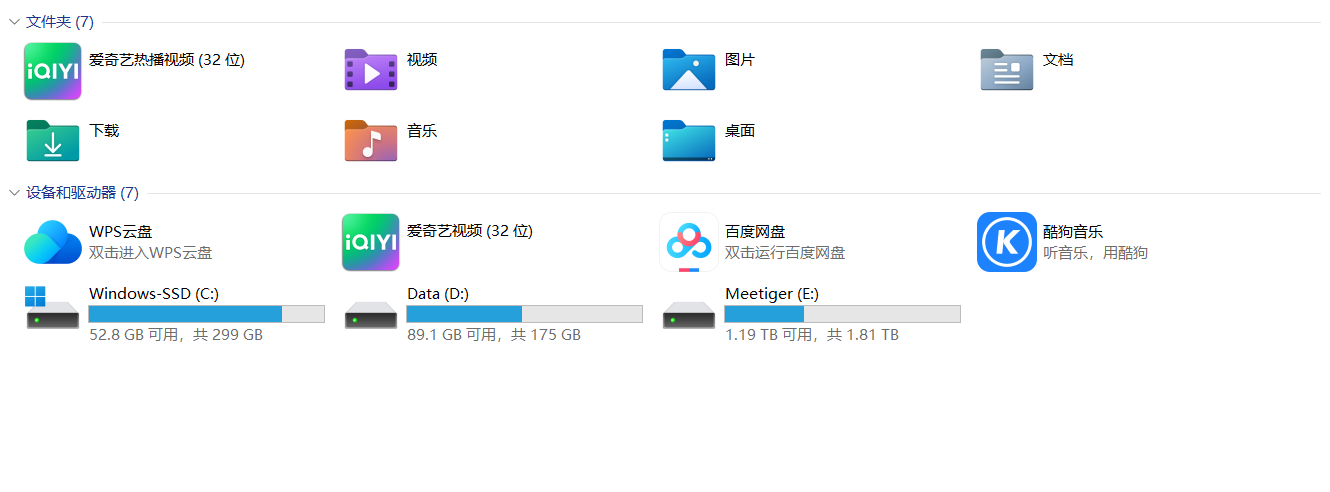 文件夹 (7)
iQIYI
爱奇艺热播视频 (32 位)
视频
图片
文档
下载
音乐
桌面
设备和驱动器 (7)
WPS云盘
双击进入WPS云盘
iQIYI
爱奇艺视频 (32 位)
百度网盘
双击运行百度网盘
K
酷狗音乐
听音乐，用酷狗
Windows-SSD (C:)
52.8 GB 可用，共 299 GB
Data (D:)
89.1 GB 可用，共 175 GB
Meetiger (E:)
1.19 TB 可用，共 1.81 TB